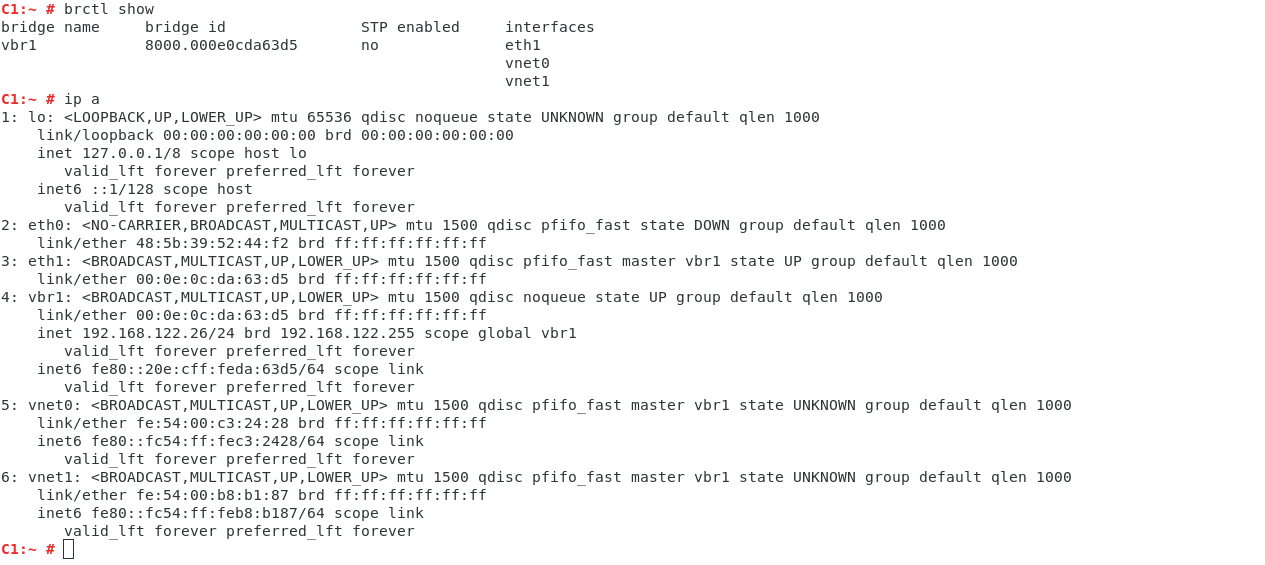 C1:~ # brctl show
bridge name     bridge id               STP enabled     interfaces
vbr1            8000.000e0cda63d5       no              eth1
                                                        vnet0
                                                        vnet1
C1:~ # ip a
1: lo: <LOOPBACK,UP,LOWER_UP> mtu 65536 qdisc noqueue state UNKNOWN group default qlen 1000
    link/loopback 00:00:00:00:00:00 brd 00:00:00:00:00:00
    inet 127.0.0.1/8 scope host lo
       valid_lft forever preferred_lft forever
    inet6 ::1/128 scope host
       valid_lft forever preferred_lft forever
2: eth0: <NO-CARRIER,BROADCAST,MULTICAST,UP> mtu 1500 qdisc pfifo_fast state DOWN group default qlen 1000
    link/ether 48:5b:39:52:44:f2 brd ff:ff:ff:ff:ff:ff
3: eth1: <BROADCAST,MULTICAST,UP,LOWER_UP> mtu 1500 qdisc pfifo_fast master vbr1 state UP group default qlen 1000
    link/ether 00:0e:0c:da:63:d5 brd ff:ff:ff:ff:ff:ff
4: vbr1: <BROADCAST,MULTICAST,UP,LOWER_UP> mtu 1500 qdisc noqueue state UP group default qlen 1000
    link/ether 00:0e:0c:da:63:d5 brd ff:ff:ff:ff:ff:ff
    inet 192.168.122.26/24 brd 192.168.122.255 scope global vbr1
       valid_lft forever preferred_lft forever
    inet6 fe80::20e:cff:feda:63d5/64 scope link
       valid_lft forever preferred_lft forever
5: vnet0: <BROADCAST,MULTICAST,UP,LOWER_UP> mtu 1500 qdisc pfifo_fast master vbr1 state UNKNOWN group default qlen 1000
    link/ether fe:54:00:c3:24:28 brd ff:ff:ff:ff:ff:ff
    inet6 fe80::fc54:ff:fec3:2428/64 scope link
       valid_lft forever preferred_lft forever
6: vnet1: <BROADCAST,MULTICAST,UP,LOWER_UP> mtu 1500 qdisc pfifo_fast master vbr1 state UNKNOWN group default qlen 1000
    link/ether fe:54:00:b8:b1:87 brd ff:ff:ff:ff:ff:ff
    inet6 fe80::fc54:ff:feb8:b187/64 scope link
       valid_lft forever preferred_lft forever
C1:~ #